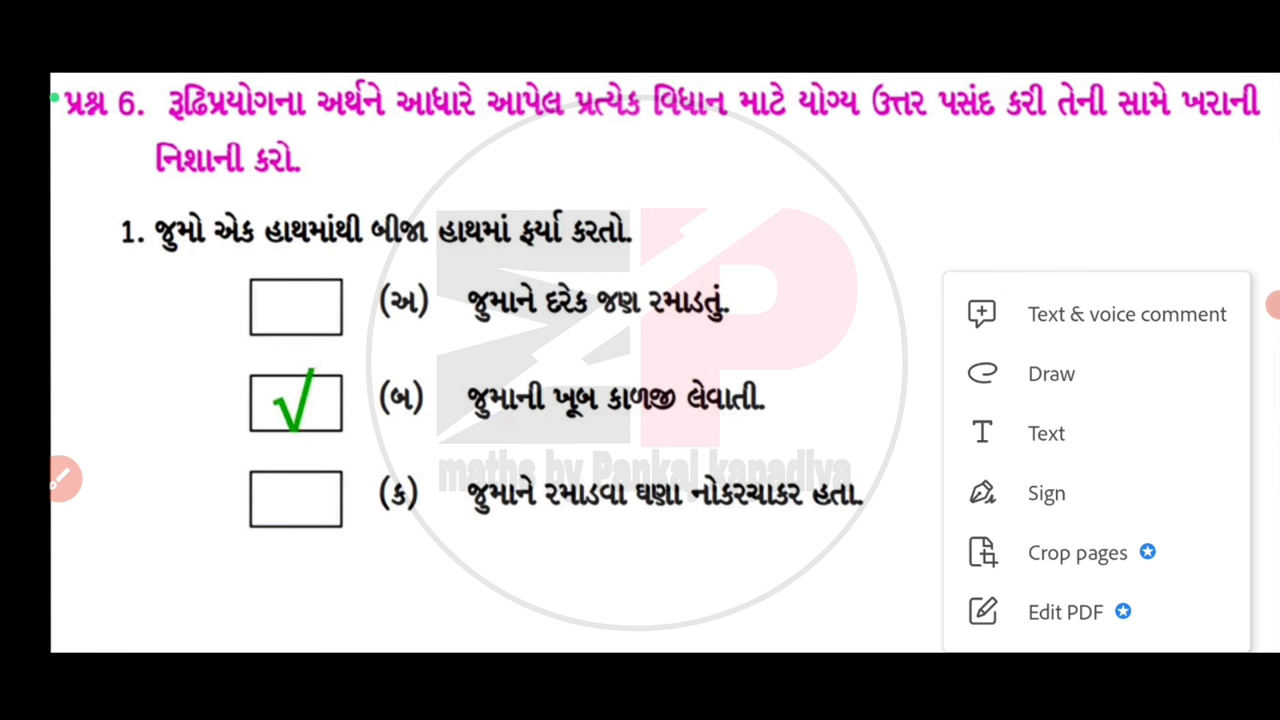 પ્રશ્ન 6. રૂઢિપ્રયોગના અર્થને આધારે આપેલ પ્રત્યેક વિધાન માટે યોગ્ય ઉત્તર પસંદ કરી તેની સામે ખરાની
નિશાની કરો.
1. જુમો એક હાથમાંથી બીજા હાથમાં ફર્યા કરતો.
(અ) જુમાને દરેક જણ રમાડતું.
√ (બ) જુમાની ખૂબ કાળજી લેવાતી.
(ક) જુમાને રમાડવા ઘણા નોકરચાકર હતા.
maths by Pankaj kapadiya
Text & voice comment
Draw
Text
Sign
Crop pages
Edit PDF